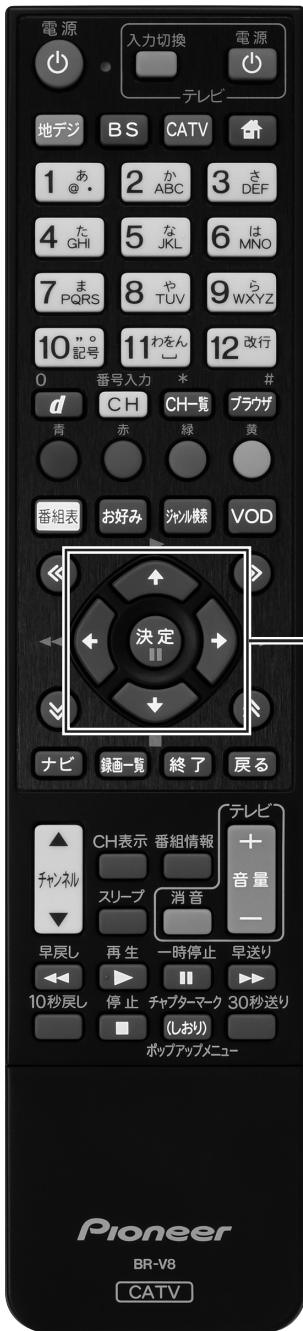 電源
入力切換 電源
テレビ
地デジ BS CATV
1 あ @. 2 か ABC 3 さ DEF
4 た GHI 5 な JKL 6 は MNO
7 ま PQRS 8 や TUV 9 ら WXYZ
10 ゛゜ 記号 11 わをん ␣ 12 改行
0 番号入力 * #
d CH CH一覧 ブラウザ
青 赤 緑 黄
番組表 お好み ジャンル検索 VOD
決定
ナビ 録画一覧 終了 戻る
テレビ
CH表示 番組情報 +
チャンネル 音量
スリープ 消音 −
早戻し 再生 一時停止 早送り
10秒戻し 停止 チャプターマーク 30秒送り
(しおり)
ポップアップメニュー
Pioneer
BR-V8
CATV